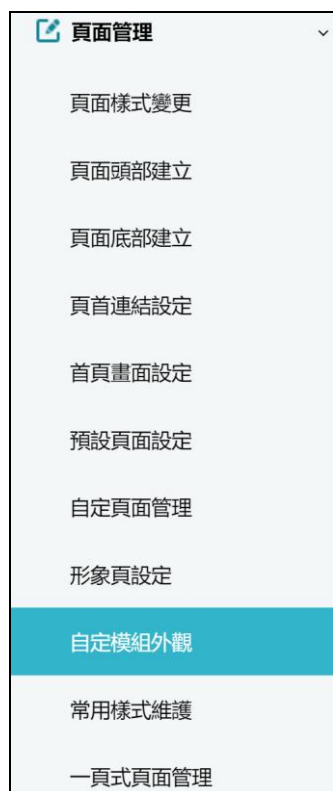 頁面管理
頁面樣式變更
頁面頭部建立
頁面底部建立
頁首連結設定
首頁畫面設定
預設頁面設定
自定頁面管理
形象頁設定
自定模組外觀
常用樣式維護
一頁式頁面管理